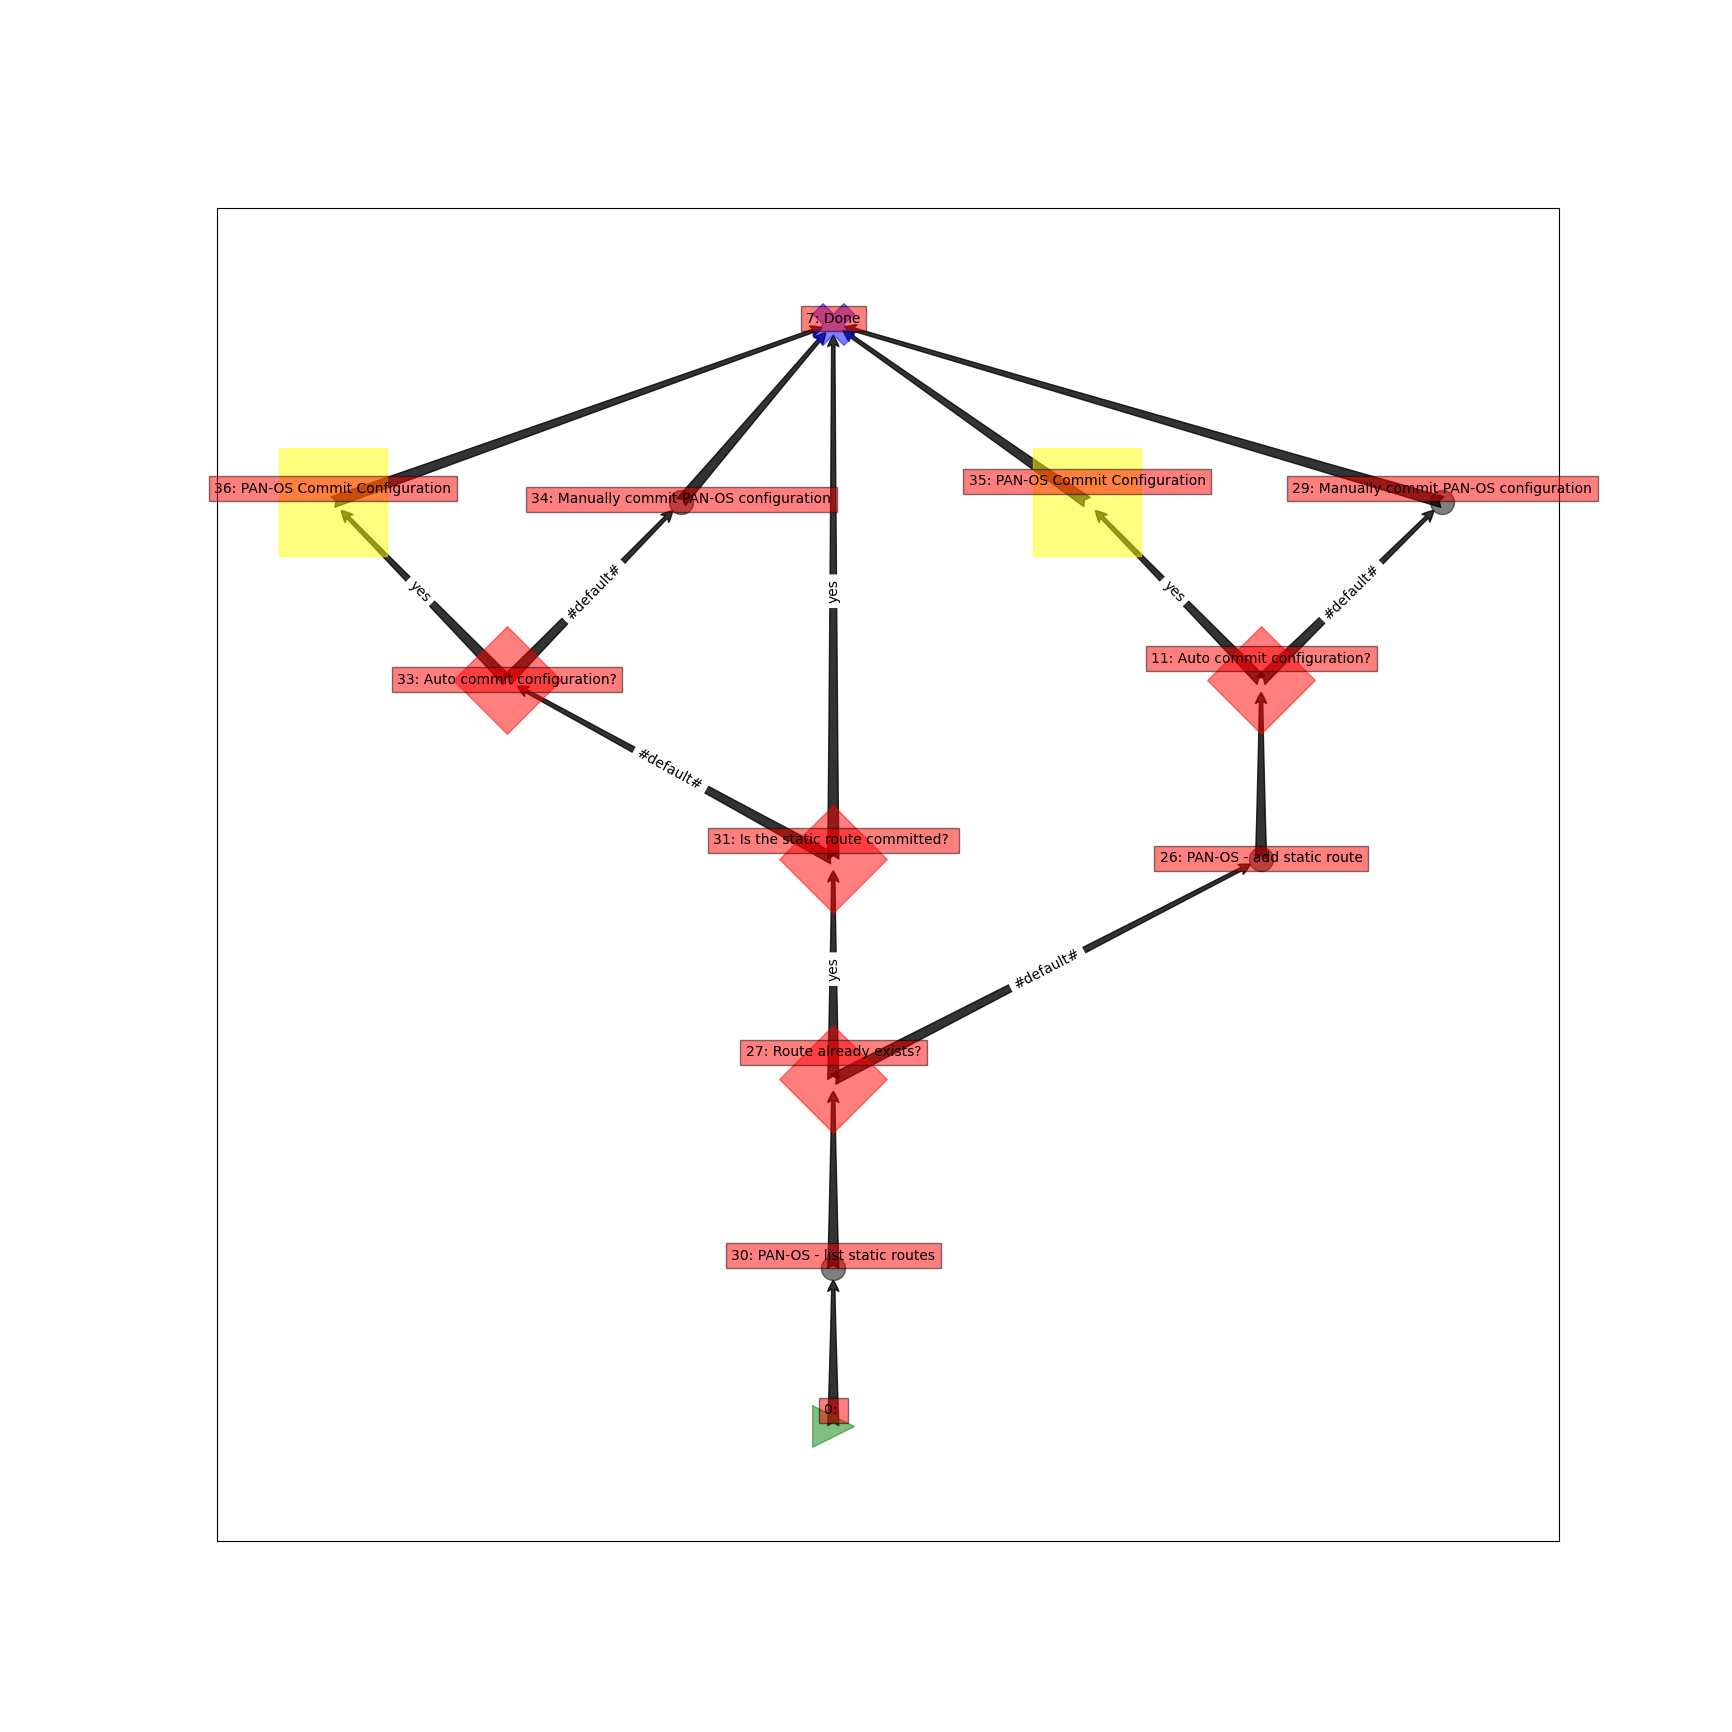 7: Done
35: PAN-OS Commit Configuration
36: PAN-OS Commit Configuration
34: Manually commit PAN-OS configuration
29: Manually commit PAN-OS configuration
yes
#default#
yes
yes
#default#
11: Auto commit configuration?
33: Auto commit configuration?
#default#
31: Is the static route committed?
26: PAN-OS - add static route
yes
#default#
27: Route already exists?
30: PAN-OS - list static routes
0: